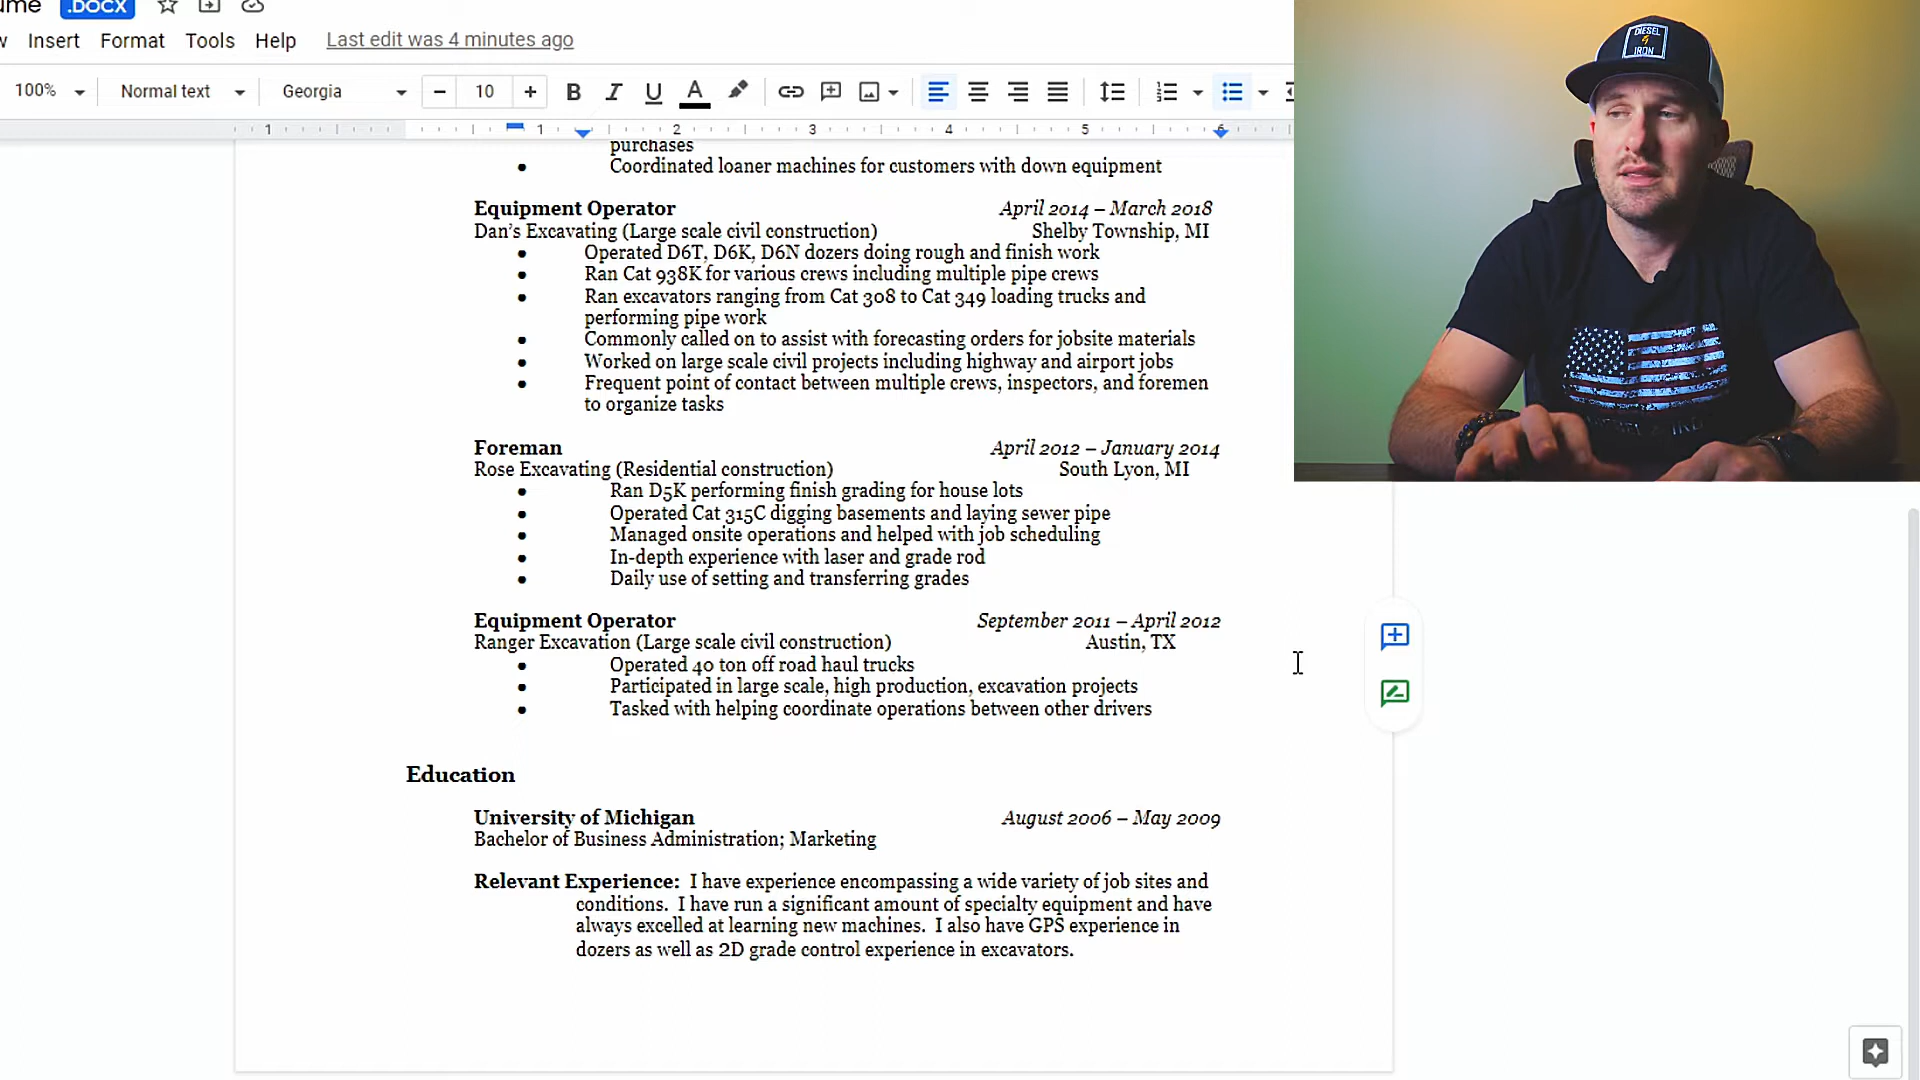 ume .DOCX
w Insert Format Tools Help Last edit was 4 minutes ago
100% Normal text Georgia 10 B I U A
1 1 2 3 4 5 6
purchases
• Coordinated loaner machines for customers with down equipment
Equipment Operator April 2014 – March 2018
Dan's Excavating (Large scale civil construction) Shelby Township, MI
• Operated D6T, D6K, D6N dozers doing rough and finish work
• Ran Cat 938K for various crews including multiple pipe crews
• Ran excavators ranging from Cat 308 to Cat 349 loading trucks and
performing pipe work
• Commonly called on to assist with forecasting orders for jobsite materials
• Worked on large scale civil projects including highway and airport jobs
• Frequent point of contact between multiple crews, inspectors, and foremen
to organize tasks
Foreman April 2012 – January 2014
Rose Excavating (Residential construction) South Lyon, MI
• Ran D5K performing finish grading for house lots
• Operated Cat 315C digging basements and laying sewer pipe
• Managed onsite operations and helped with job scheduling
• In-depth experience with laser and grade rod
• Daily use of setting and transferring grades
Equipment Operator September 2011 – April 2012
Ranger Excavation (Large scale civil construction) Austin, TX
• Operated 40 ton off road haul trucks
• Participated in large scale, high production, excavation projects
• Tasked with helping coordinate operations between other drivers
Education
University of Michigan August 2006 – May 2009
Bachelor of Business Administration; Marketing
Relevant Experience: I have experience encompassing a wide variety of job sites and
conditions. I have run a significant amount of specialty equipment and have
always excelled at learning new machines. I also have GPS experience in
dozers as well as 2D grade control experience in excavators.
DIESEL
IRON